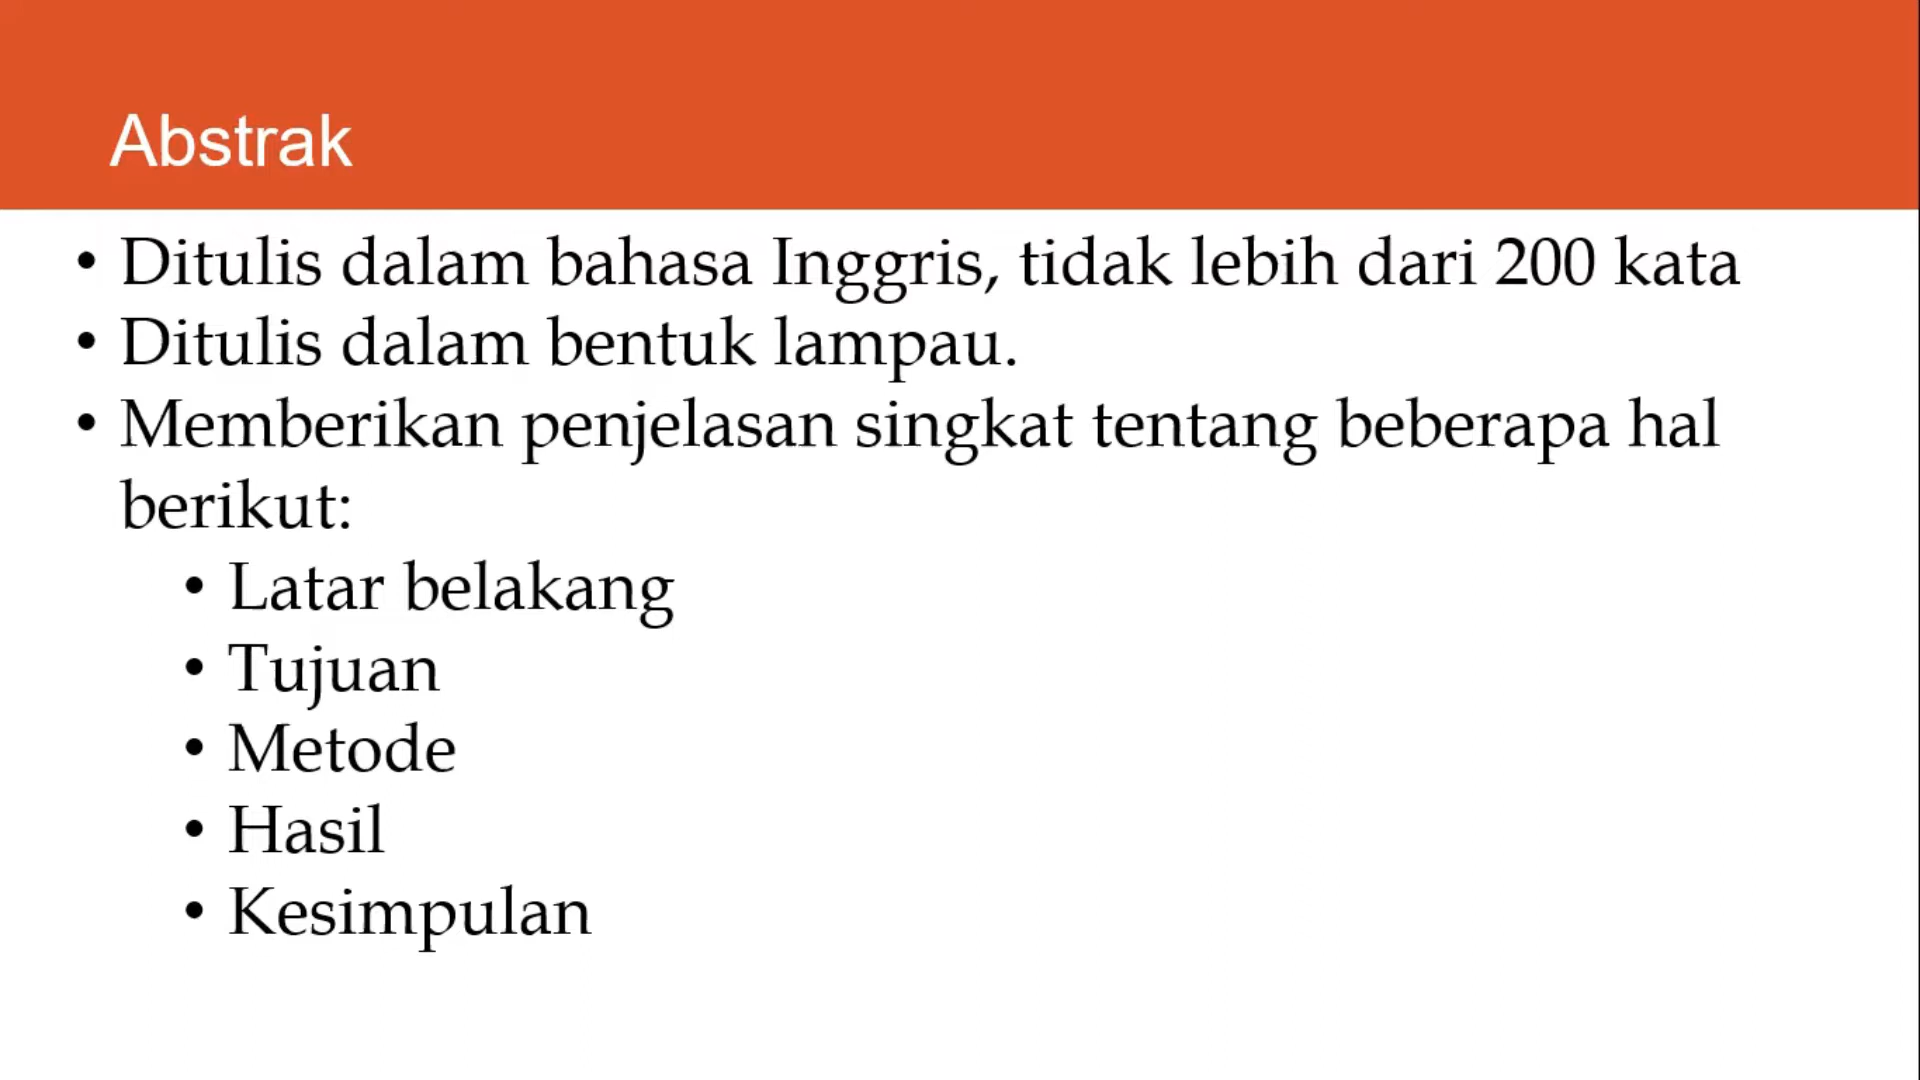 Abstrak
• Ditulis dalam bahasa Inggris, tidak lebih dari 200 kata
• Ditulis dalam bentuk lampau.
• Memberikan penjelasan singkat tentang beberapa hal
berikut:
• Latar belakang
• Tujuan
• Metode
• Hasil
• Kesimpulan